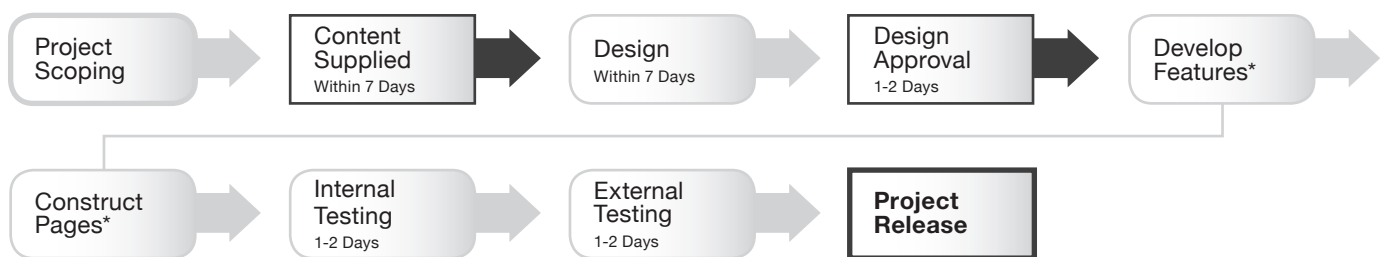 Project
Scoping
Content
Supplied
Within 7 Days
Design
Within 7 Days
Design
Approval
1-2 Days
Develop
Features*
Construct
Pages*
Internal
Testing
1-2 Days
External
Testing
1-2 Days
Project
Release